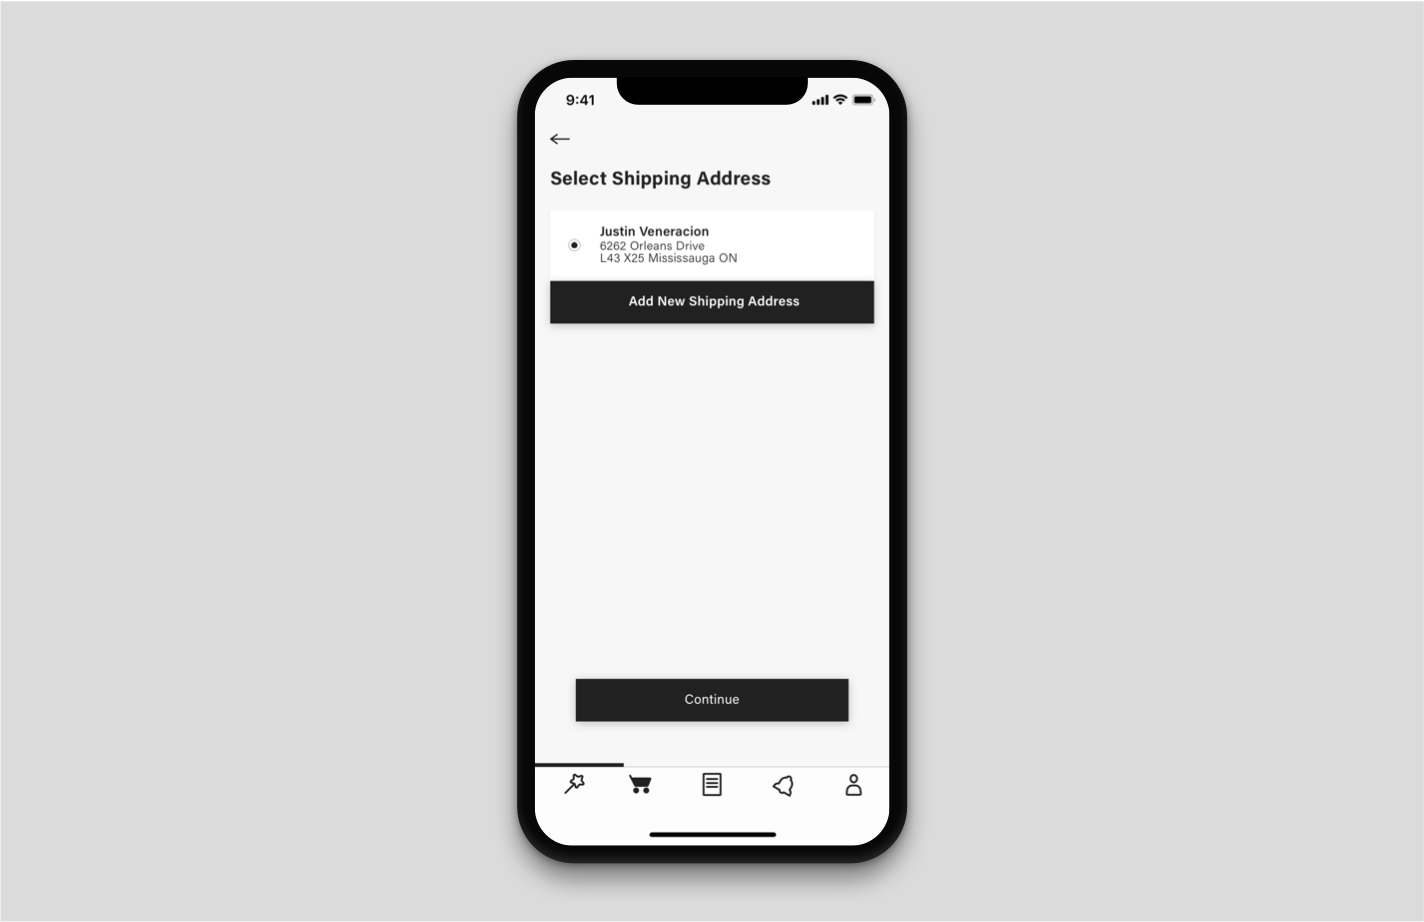 9:41
Select Shipping Address
Justin Veneracion
6262 Orleans Drive
L43 X25 Mississauga ON
Add New Shipping Address
Continue